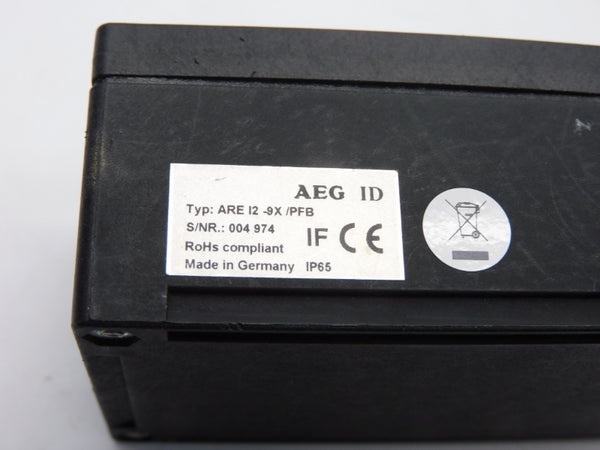 AEG ID
Typ: ARE I2 -9X /PFB
S/NR.: 004 974
RoHs compliant IF CE
Made in Germany IP65